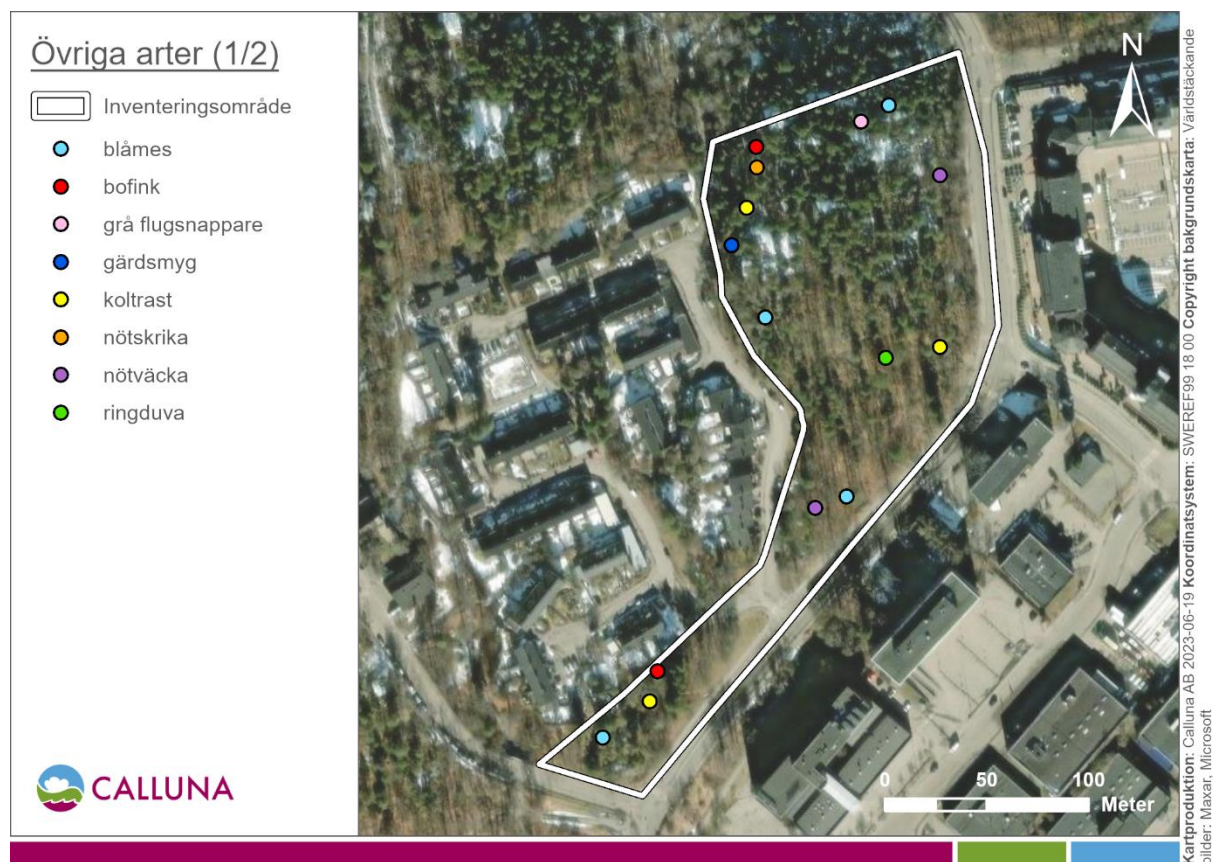 Övriga arter (1/2)
Inventeringsområde
blåmes
bofink
grå flugsnappare
gärdsmyg
koltrast
nötskrika
nötväcka
ringduva
CALLUNA
N
0 50 100
Meter
Kartproduktion: Calluna AB 2023-06-19 Koordinatsystem: SWEREF99 18 00 Copyright bakgrundskarta: Världstäckande
bilder: Maxar, Microsoft